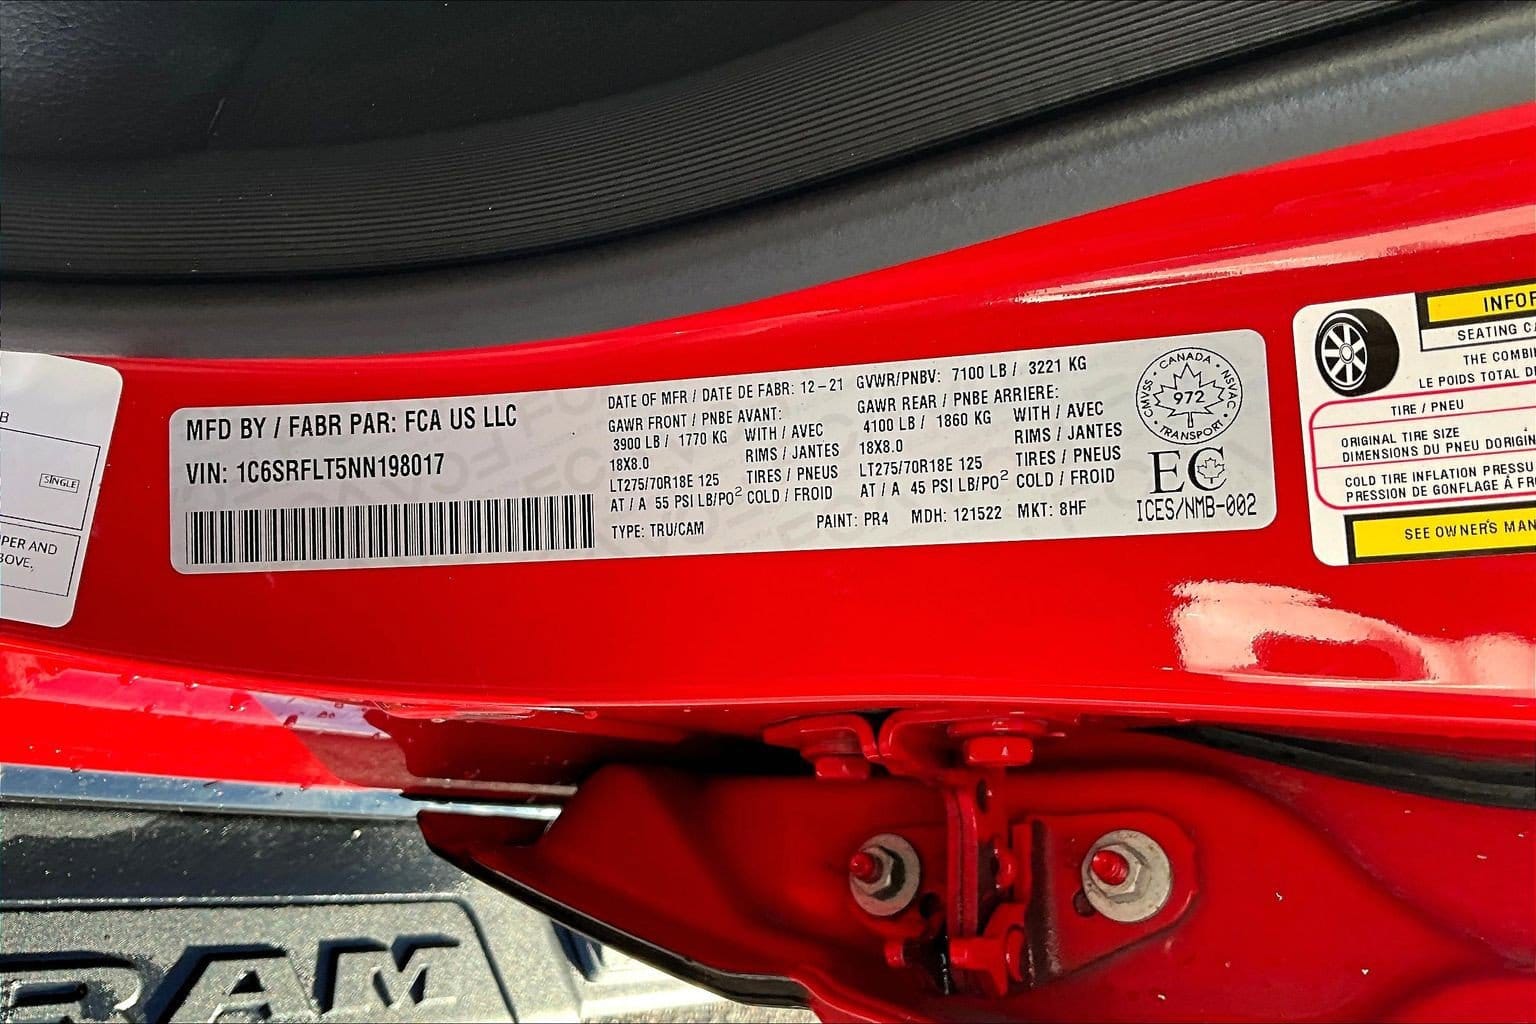 B
SINGLE
PER AND
BOVE,
MFD BY / FABR PAR: FCA US LLC
VIN: 1C6SRFLT5NN198017
DATE OF MFR / DATE DE FABR: 12-21
GVWR/PNBV: 7100 LB / 3221 KG
GAWR FRONT / PNBE AVANT:
3900 LB / 1770 KG WITH / AVEC
18X8.0 RIMS / JANTES
LT275/70R18E 125 TIRES / PNEUS
AT / A 55 PSI LB/PO² COLD / FROID
GAWR REAR / PNBE ARRIERE:
4100 LB / 1860 KG WITH / AVEC
18X8.0 RIMS / JANTES
LT275/70R18E 125 TIRES / PNEUS
AT / A 45 PSI LB/PO² COLD / FROID
TYPE: TRU/CAM PAINT: PR4 MDH: 121522 MKT: 8HF
CANADA
CMVSS · NSVAC
972
TRANSPORT
EC
ICES/NMB-002
INFOR
SEATING CA
THE COMBI
LE POIDS TOTAL D
TIRE / PNEU
ORIGINAL TIRE SIZE
DIMENSIONS DU PNEU DORIGIN
COLD TIRE INFLATION PRESSU
PRESSION DE GONFLAGE À FRO
SEE OWNER'S MAN
RAM